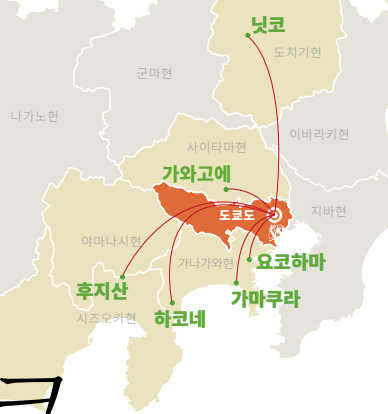 닛코
도치기현
군마현
나가노현
이바라키현
사이타마현
가와고에
도쿄도
지바현
야마나시현
가나가와현
요코하마
후지산
가마쿠라
시즈오카현
하코네